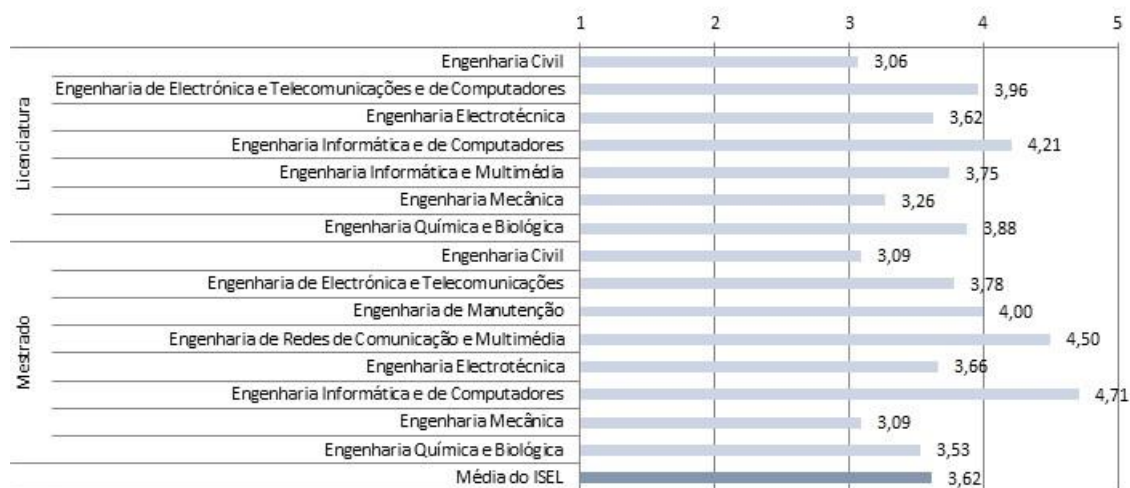 1 2 3 4 5
Licenciatura
Engenharia Civil 3,06
Engenharia de Electrónica e Telecomunicações e de Computadores 3,96
Engenharia Electrotécnica 3,62
Engenharia Informática e de Computadores 4,21
Engenharia Informática e Multimédia 3,75
Engenharia Mecânica 3,26
Engenharia Química e Biológica 3,88
Mestrado
Engenharia Civil 3,09
Engenharia de Electrónica e Telecomunicações 3,78
Engenharia de Manutenção 4,00
Engenharia de Redes de Comunicação e Multimédia 4,50
Engenharia Electrotécnica 3,66
Engenharia Informática e de Computadores 4,71
Engenharia Mecânica 3,09
Engenharia Química e Biológica 3,53
Média do ISEL 3,62